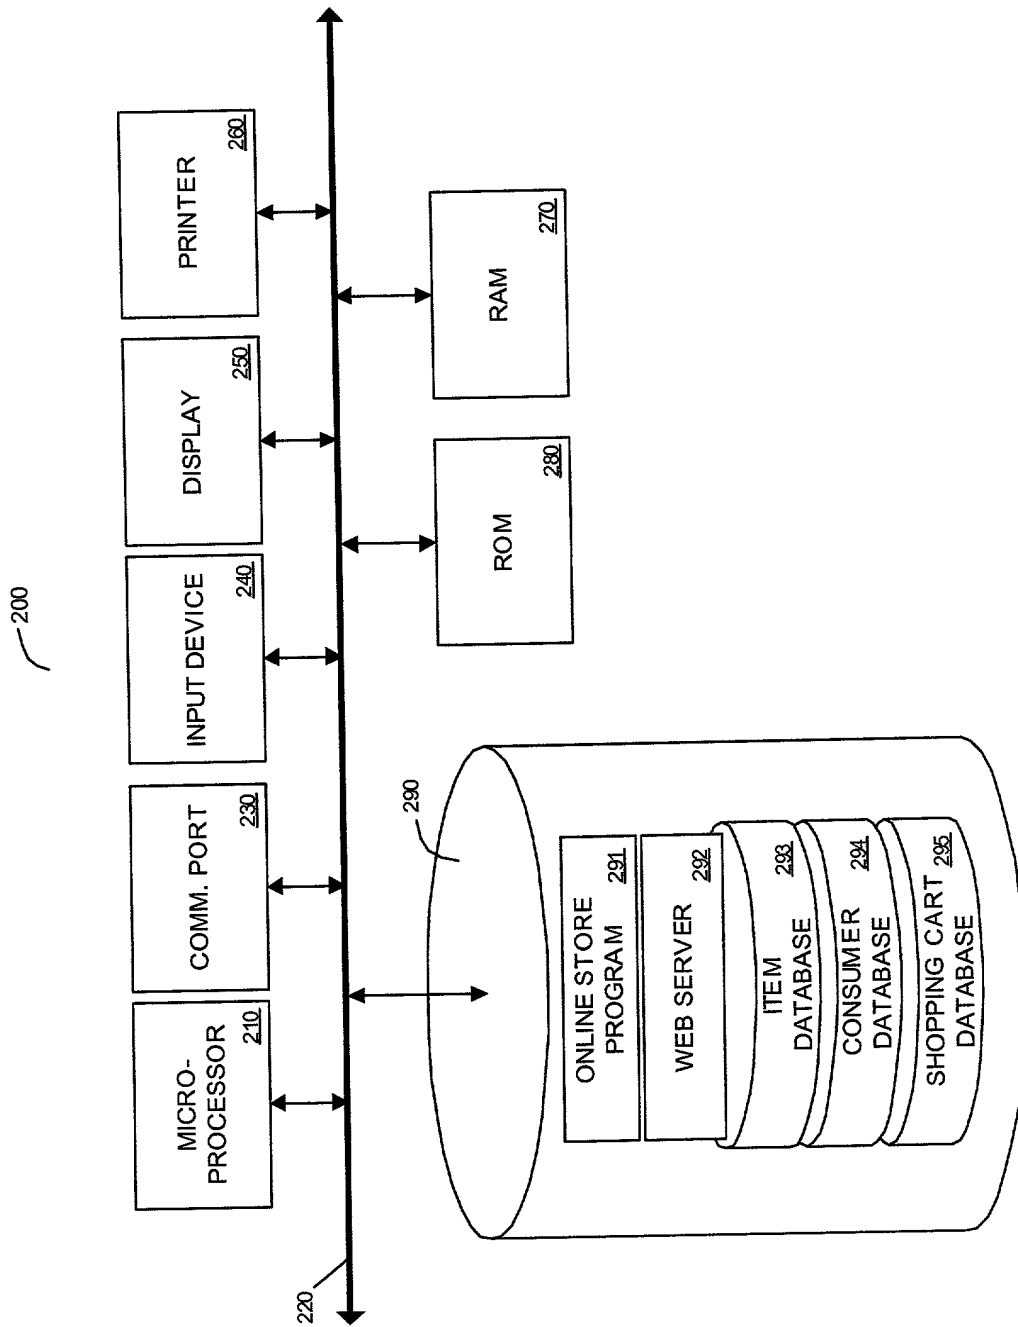 200
MICRO-
PROCESSOR
210
COMM. PORT
230
INPUT DEVICE
240
DISPLAY
250
PRINTER
260
220
290
ROM
280
RAM
270
ONLINE STORE
PROGRAM
291
WEB SERVER
292
ITEM
DATABASE
293
CONSUMER
DATABASE
294
SHOPPING CART
DATABASE
295